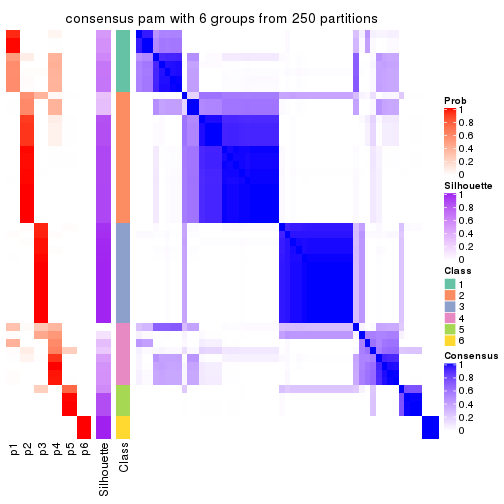 consensus pam with 6 groups from 250 partitions
Prob
1
0.8
0.6
0.4
0.2
0
Silhouette
1
0.8
0.6
0.4
0.2
0
Class
1
2
3
4
5
6
Consensus
1
0.8
0.6
0.4
0.2
0
p1
p2
p3
p4
p5
p6
Silhouette
Class